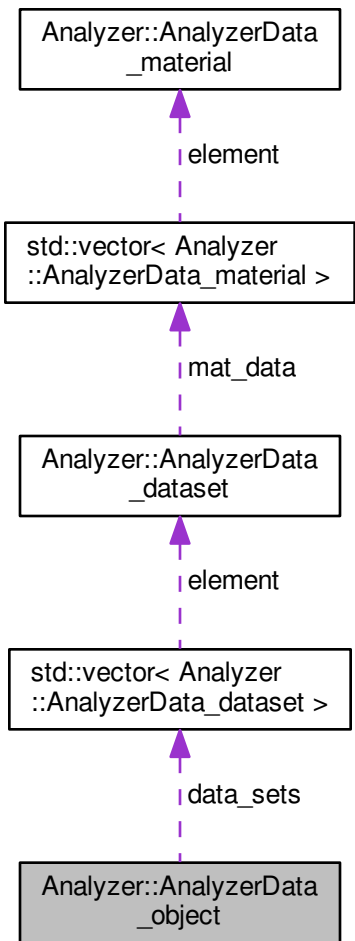 Analyzer::AnalyzerData
_material
element
std::vector< Analyzer
::AnalyzerData_material >
mat_data
Analyzer::AnalyzerData
_dataset
element
std::vector< Analyzer
::AnalyzerData_dataset >
data_sets
Analyzer::AnalyzerData
_object